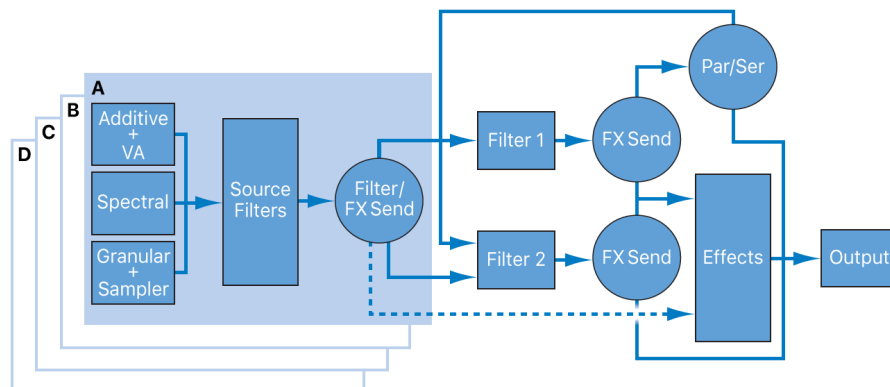 A
B
C
D
Additive
+
VA
Spectral
Granular
+
Sampler
Source
Filters
Filter/
FX Send
Filter 1
FX Send
Par/Ser
Filter 2
FX Send
Effects
Output